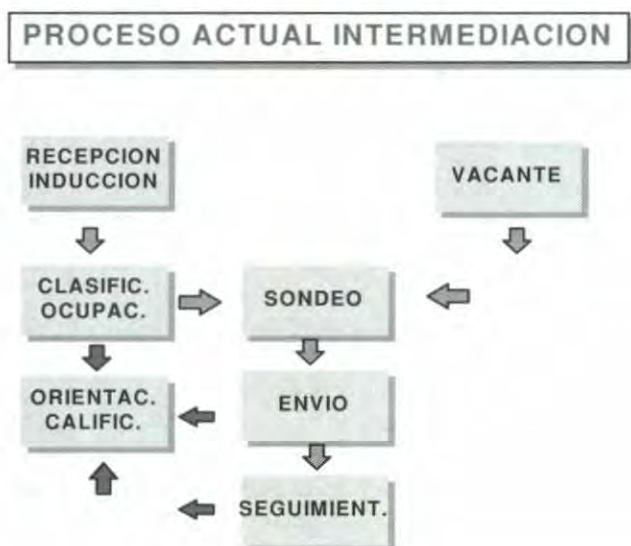 PROCESO ACTUAL INTERMEDIACION
RECEPCION
INDUCCION
VACANTE
CLASIFIC.
OCUPAC.
SONDEO
ORIENTAC.
CALIFIC.
ENVIO
SEGUIMIENT.